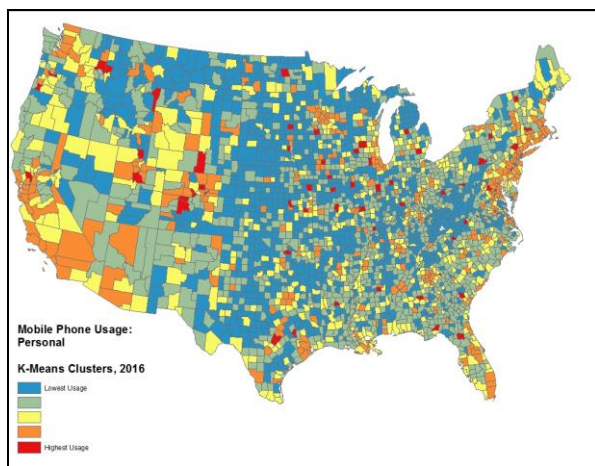 Mobile Phone Usage:
Personal
K-Means Clusters, 2016
Lowest Usage
Highest Usage